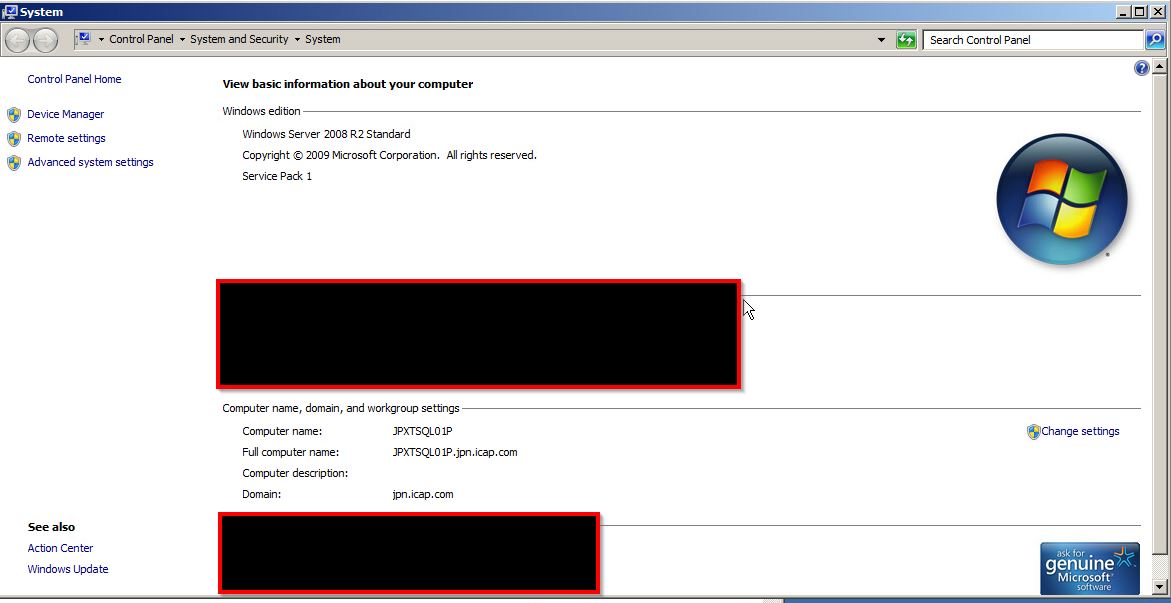 System
Control Panel System and Security System
Search Control Panel
Control Panel Home
Device Manager
Remote settings
Advanced system settings
View basic information about your computer
Windows edition
Windows Server 2008 R2 Standard
Copyright © 2009 Microsoft Corporation. All rights reserved.
Service Pack 1
Computer name, domain, and workgroup settings
Computer name: JPXTSQL01P
Change settings
Full computer name: JPXTSQL01P.jpn.icap.com
Computer description:
Domain: jpn.icap.com
See also
Action Center
Windows Update
ask for
genuine
Microsoft
software